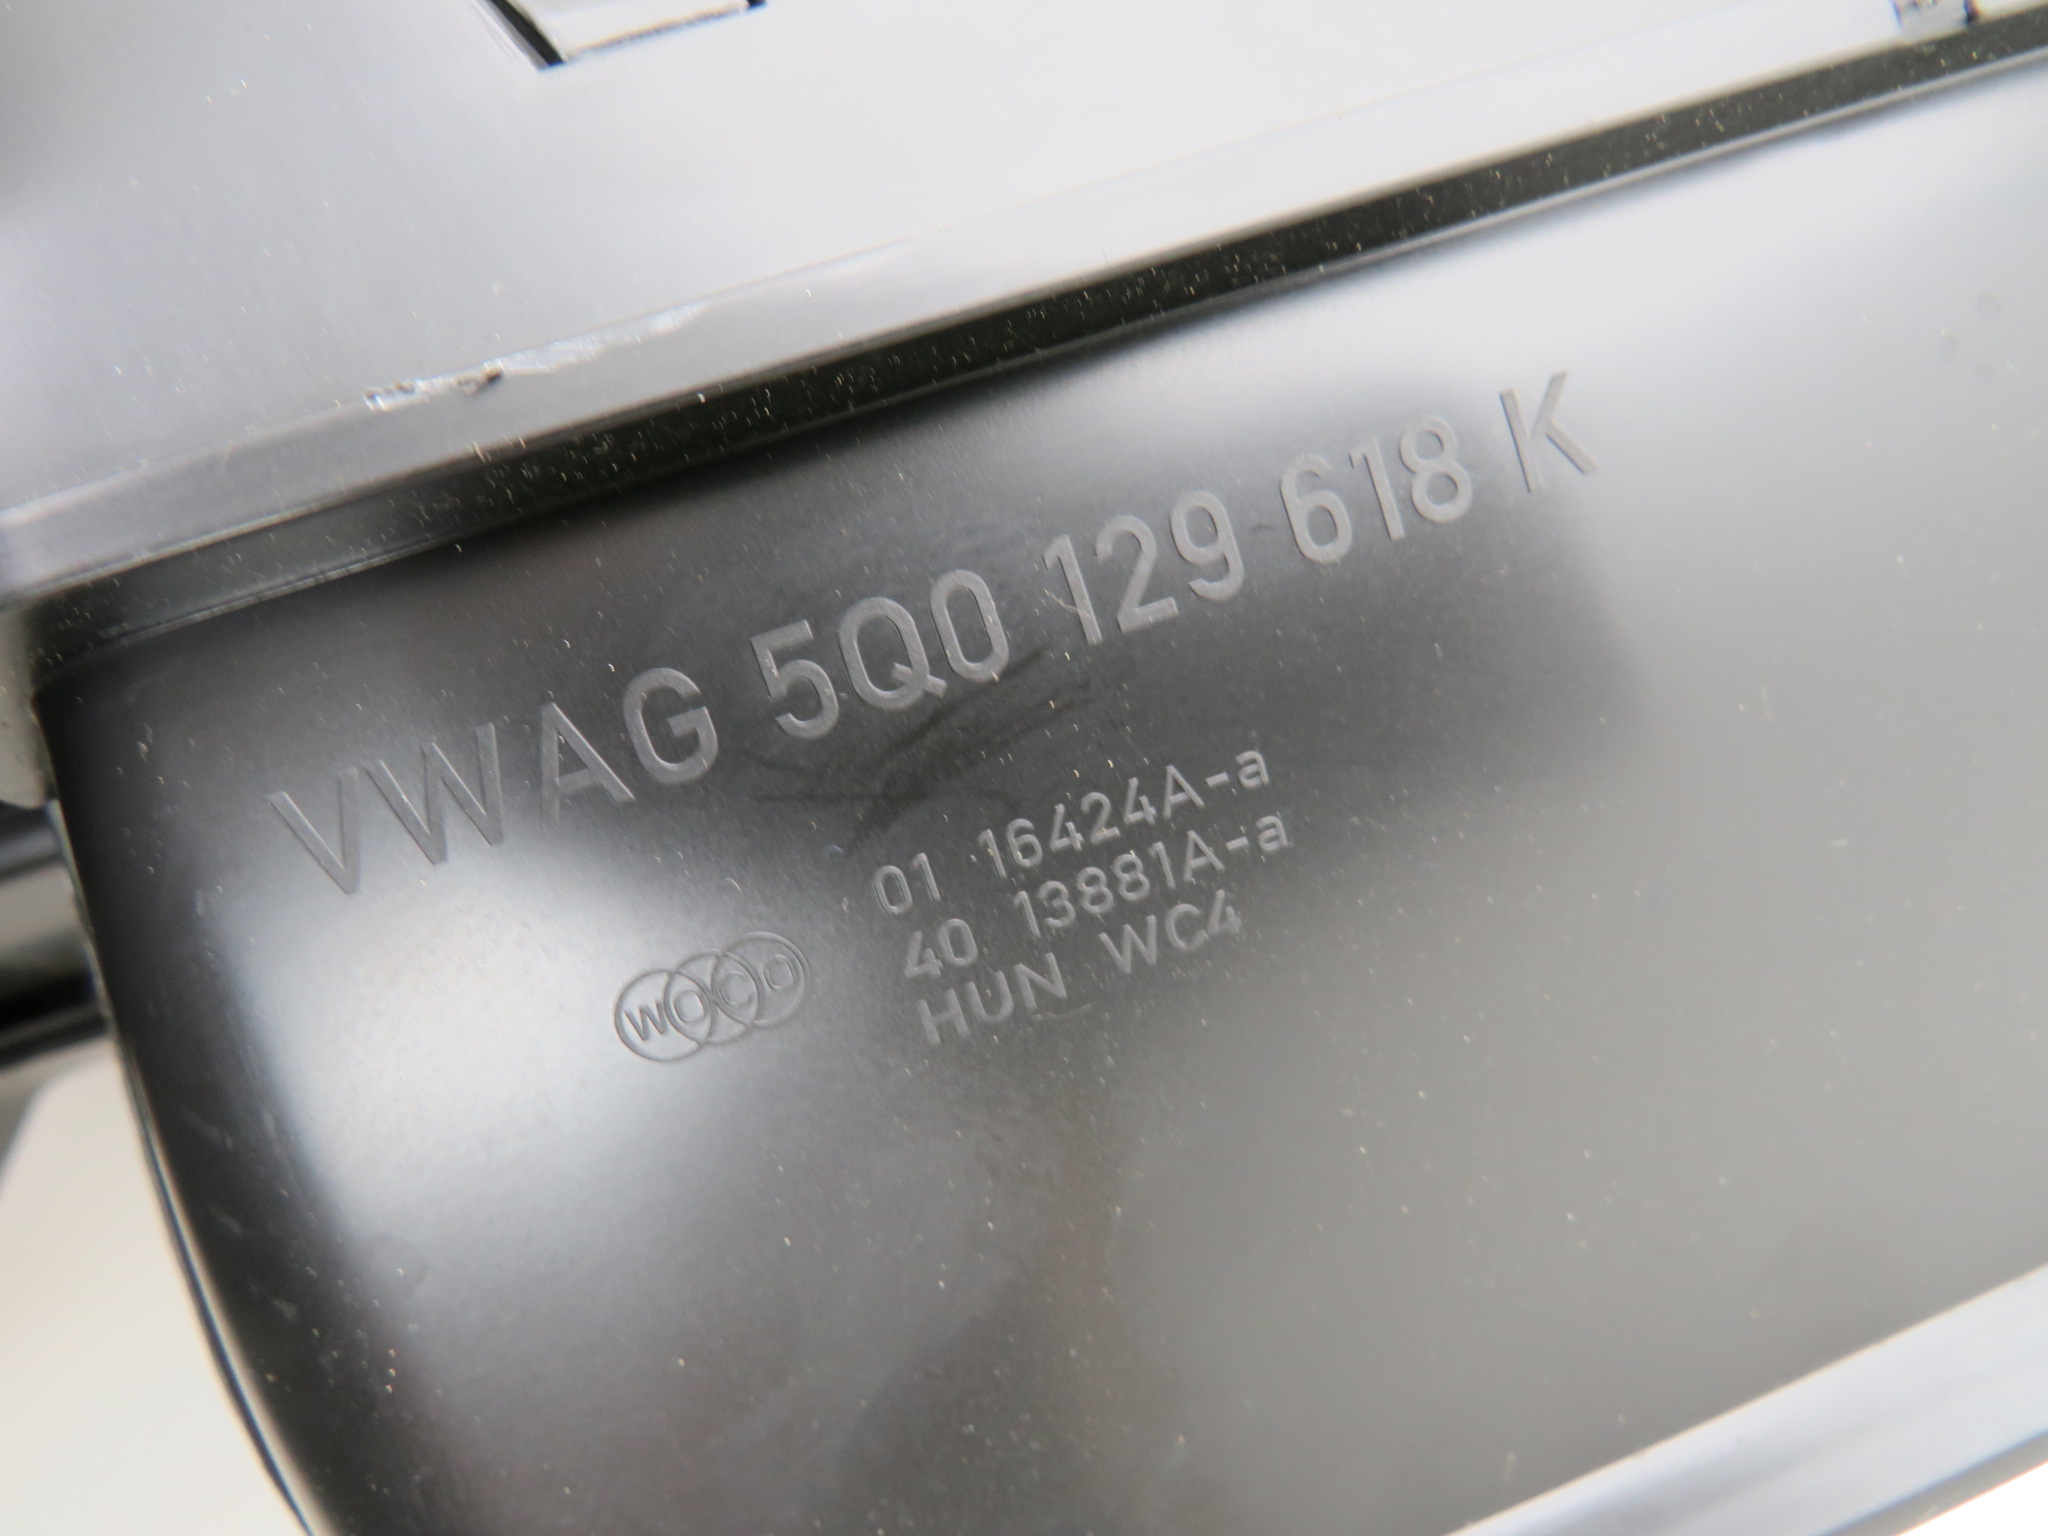 VWAG 5Q0 129 618 K
01 16424A-a
40 13881A-a
HUN WC4
WOCO